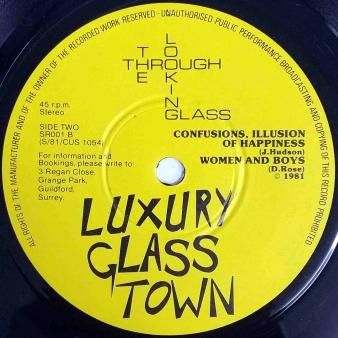 ALL RIGHTS OF THE MANUFACTURER AND OF THE OWNER OF THE RECORDED WORK RESERVED - UNAUTHORISED PUBLIC PERFORMANCE BROADCASTING AND COPYING OF THIS RECORD PROHIBITED
THROUGH
THE
LOOKING
GLASS
45 r.p.m.
Stereo
SIDE TWO
SR001 B
(S/81/CUS 1054)
For information and
Bookings, please write to:
3 Regan Close,
Grange Park,
Guildford,
Surrey.
CONFUSIONS, ILLUSION
OF HAPPINESS
(J.Hudson)
WOMEN AND BOYS
(D.Rose)
© 1981
LUXURY
GLASS
TOWN